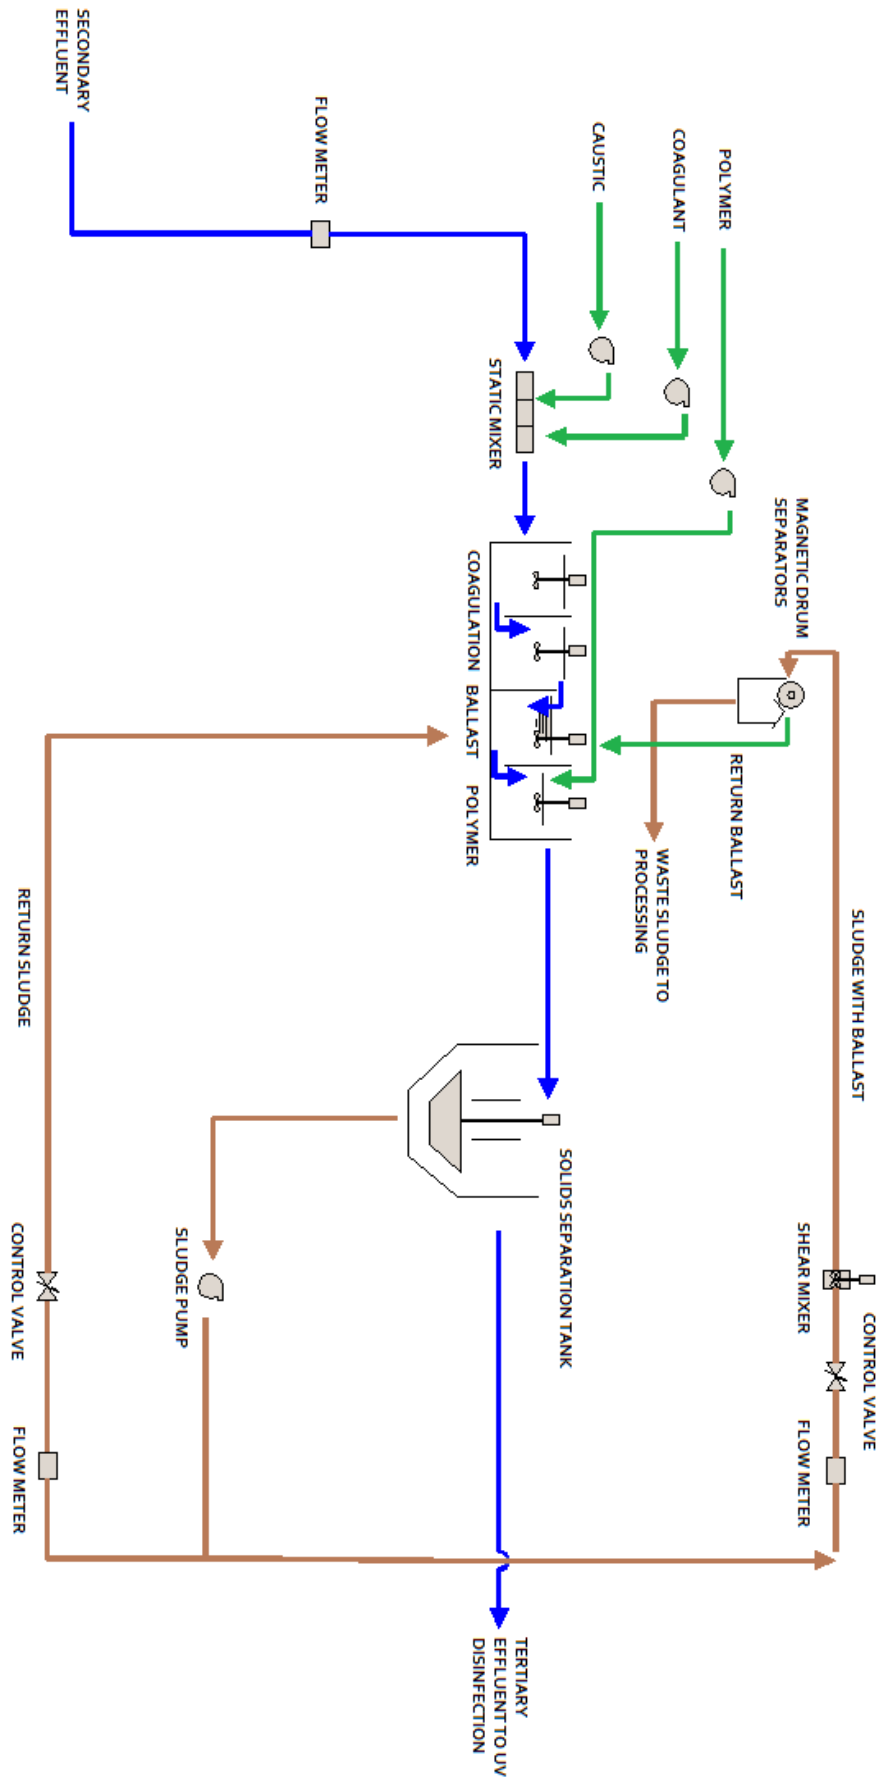 SECONDARY
EFFLUENT
FLOW METER
CAUSTIC
COAGULANT
POLYMER
STATIC MIXER
MAGNETIC DRUM
SEPARATORS
COAGULATION
BALLAST
POLYMER
RETURN BALLAST
WASTE SLUDGE TO
PROCESSING
SLUDGE WITH BALLAST
RETURN SLUDGE
SOLIDS SEPARATION TANK
SLUDGE PUMP
SHEAR MIXER
CONTROL VALVE
FLOW METER
CONTROL VALVE
FLOW METER
TERTIARY
EFFLUENT TO UV
DISINFECTION